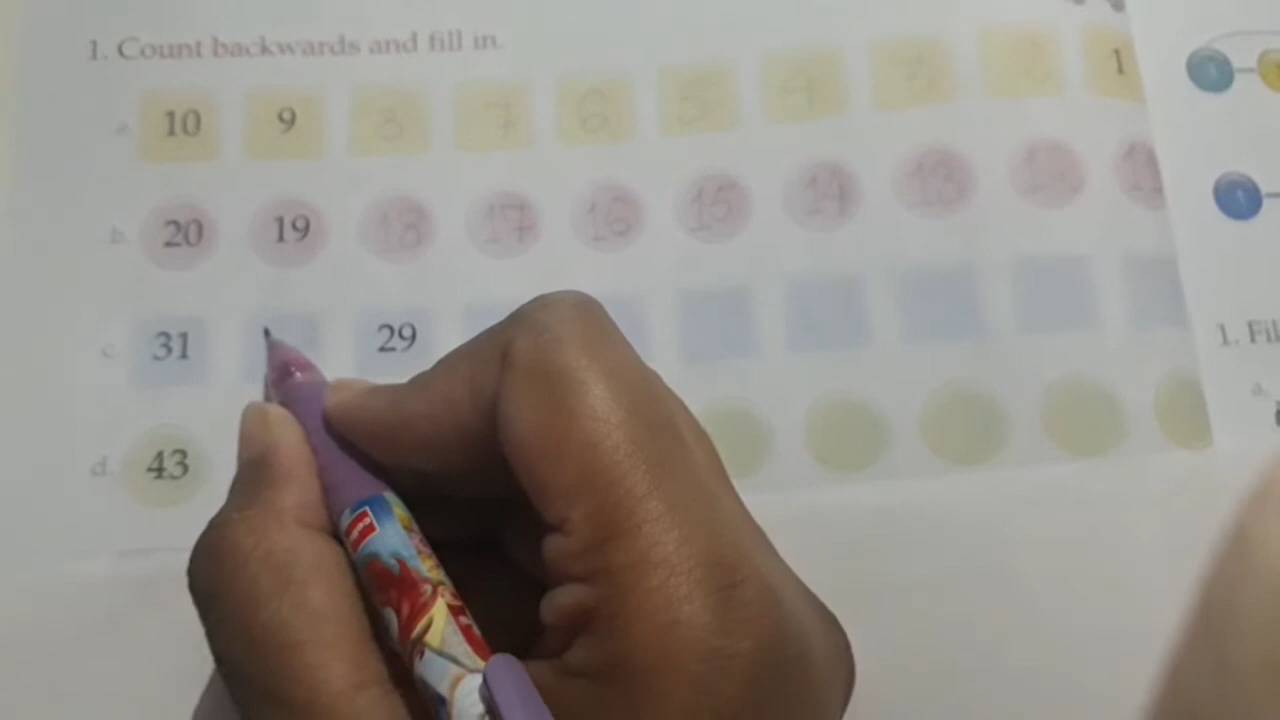 1. Count backwards and fill in.
a. 10 9 8 7 6 5 4 3 2 1
b. 20 19 18 17 16 15 14 13 12 11
c. 31 29
d. 43
1. Fil
a.